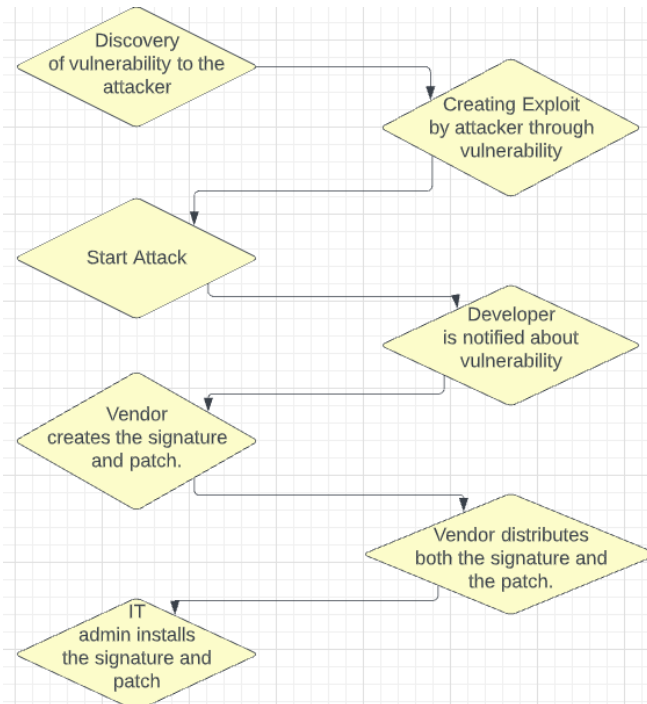 Discovery
of vulnerability to the
attacker
Creating Exploit
by attacker through
vulnerability
Start Attack
Developer
is notified about
vulnerability
Vendor
creates the signature
and patch.
Vendor distributes
both the signature and
the patch.
IT
admin installs
the signature and
patch